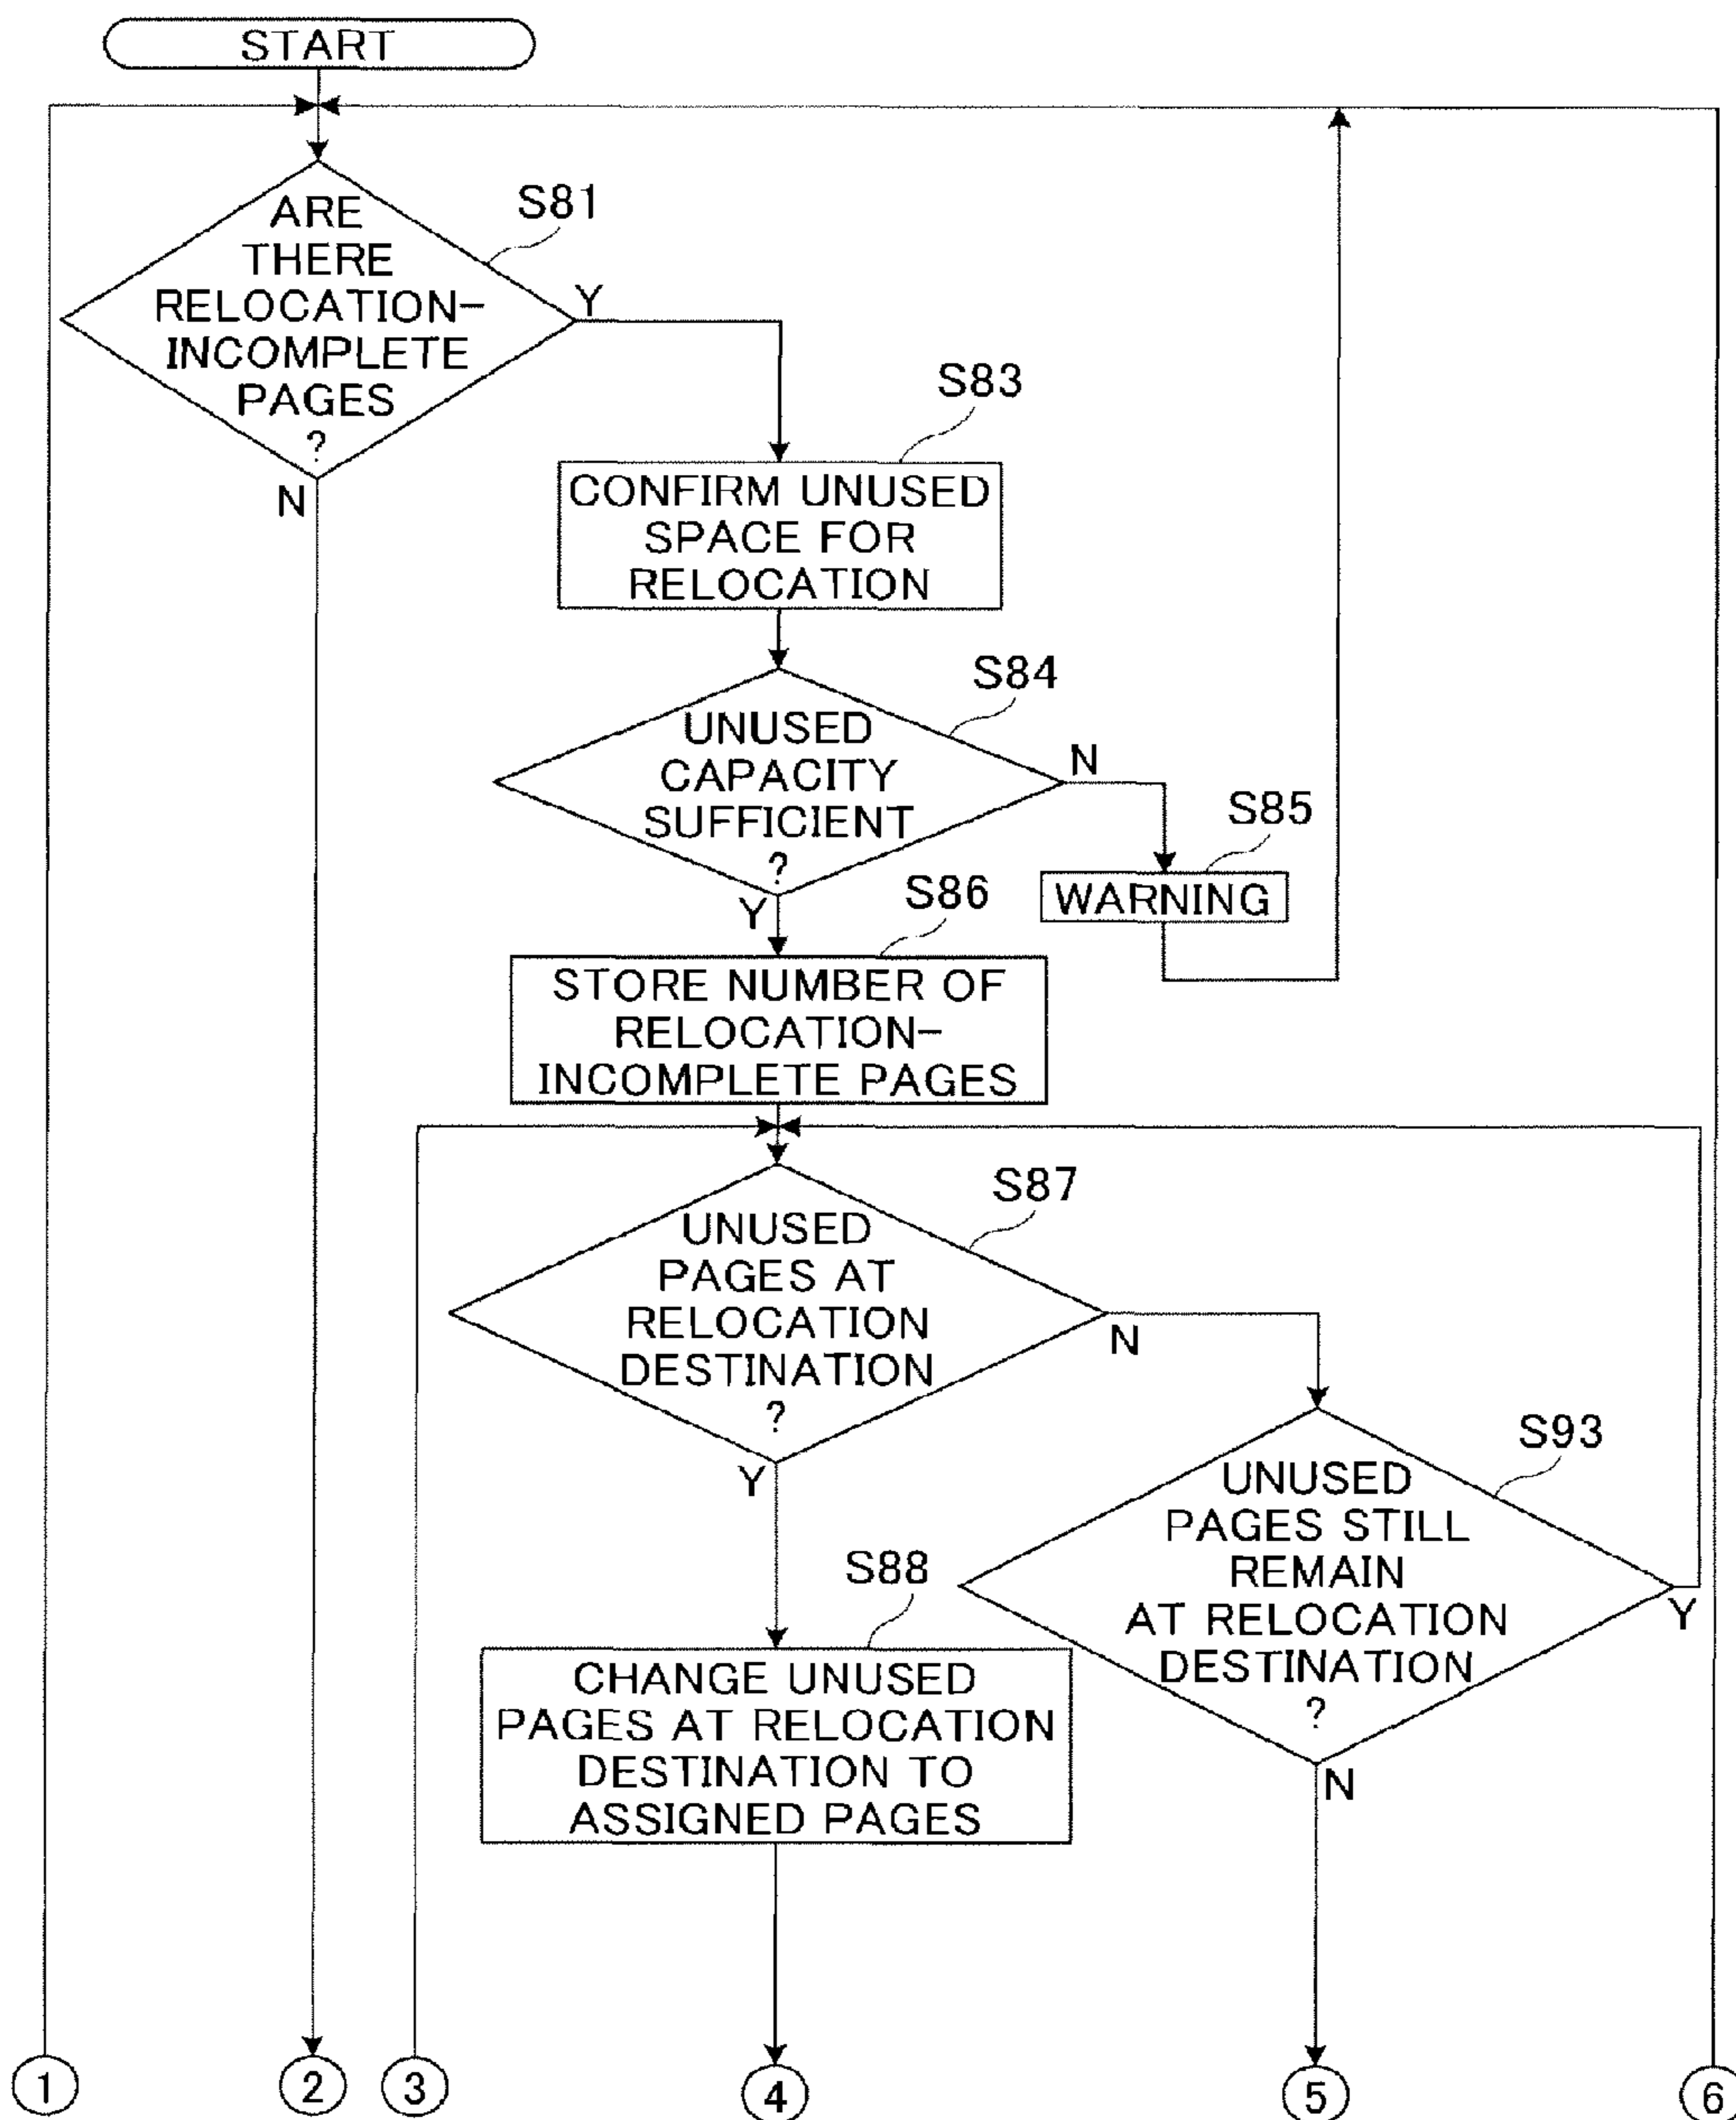 START
ARE
THERE
RELOCATION-
INCOMPLETE
PAGES
?
S81
Y
N
S83
CONFIRM UNUSED
SPACE FOR
RELOCATION
S84
UNUSED
CAPACITY
SUFFICIENT
?
N
Y
S85
WARNING
S86
STORE NUMBER OF
RELOCATION-
INCOMPLETE PAGES
S87
UNUSED
PAGES AT
RELOCATION
DESTINATION
?
N
Y
S93
UNUSED
PAGES STILL
REMAIN
AT RELOCATION
DESTINATION
?
Y
N
S88
CHANGE UNUSED
PAGES AT RELOCATION
DESTINATION TO
ASSIGNED PAGES
1
2
3
4
5
6